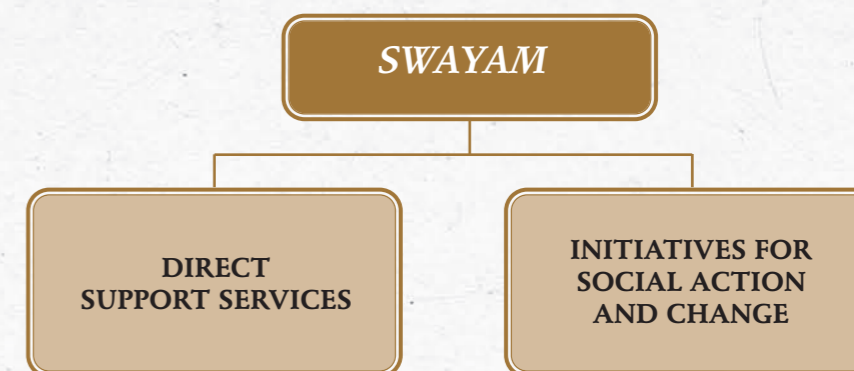 SWAYAM
DIRECT
SUPPORT SERVICES
INITIATIVES FOR
SOCIAL ACTION
AND CHANGE